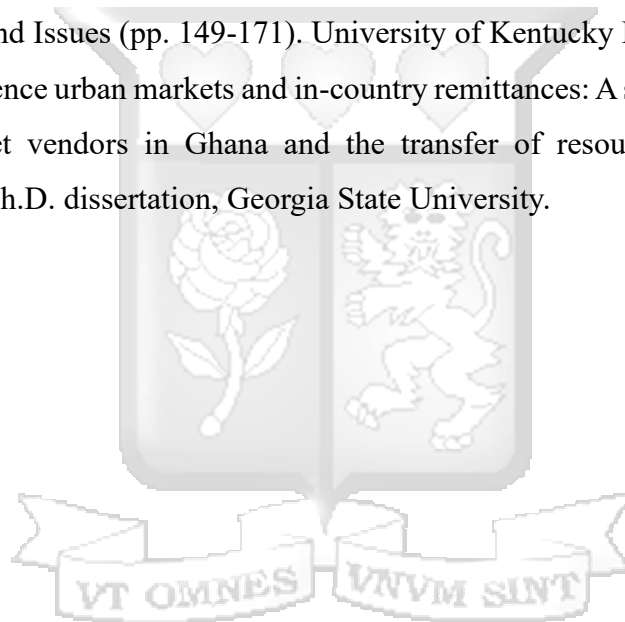 nd Issues (pp. 149-171). University of Kentucky
ence urban markets and in-country remittances: A
et vendors in Ghana and the transfer of resou
h.D. dissertation, Georgia State University.
VT OMNES VNVM SINT